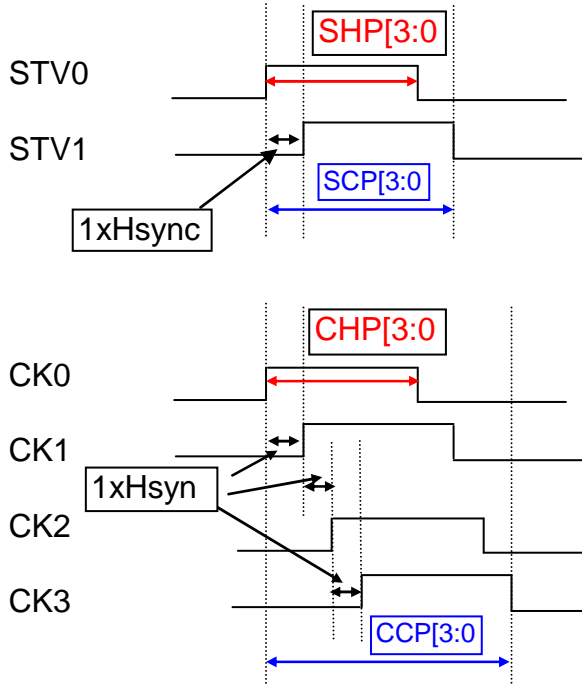 SHP[3:0
STV0
STV1
SCP[3:0
1xHsync
CHP[3:0
CK0
CK1
1xHsyn
CK2
CK3
CCP[3:0